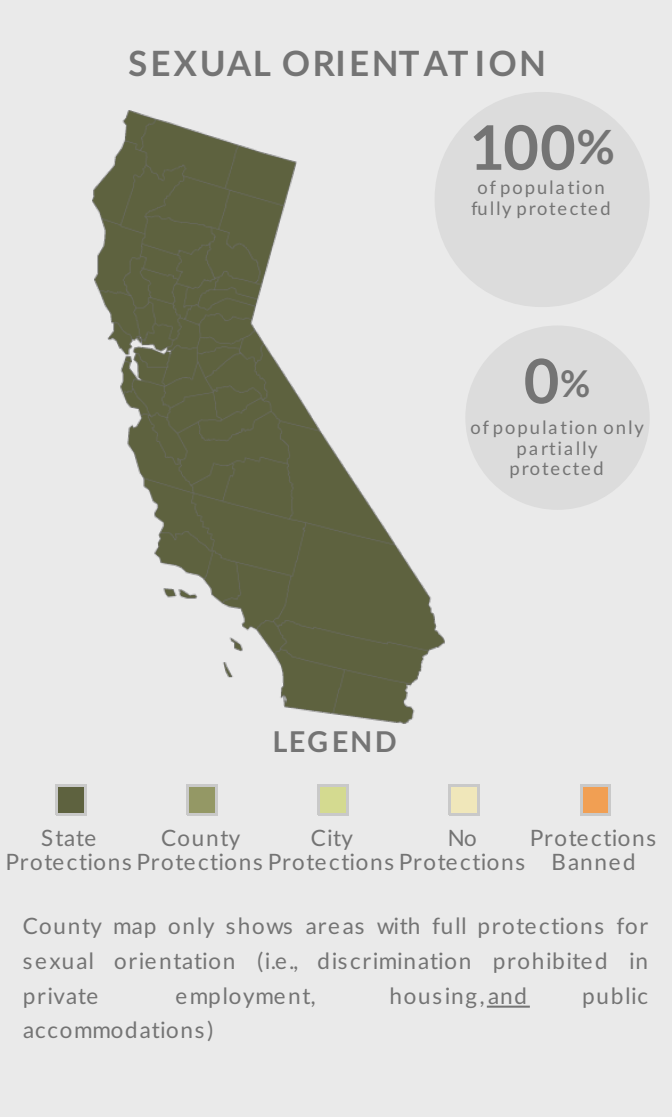 SEXUAL ORIENTATION
100%
of population
fully protected
0%
of population only
partially
protected
LEGEND
State
Protections
County
Protections
City
Protections
No
Protections
Protections
Banned
County map only shows areas with full protections for
sexual orientation (i.e., discrimination prohibited in
private employment, housing,and public
accommodations)